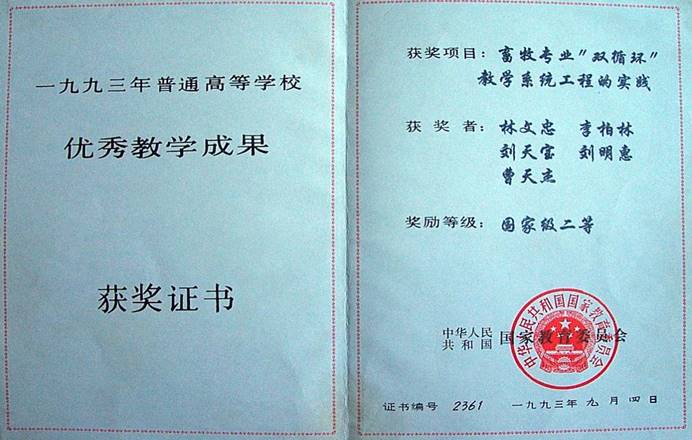 一九九三年普通高等学校
优秀教学成果
获奖证书
获奖项目：畜牧专业"双循环"
教学系统工程的实践
获奖者：林文忠 李柏林
刘天宝 刘明惠
曹天杰
奖励等级：国家级二等
中华人民
共和国
国家教育委员会
中华人民共和国国家教育委员会
证书编号 2361 一九九三年九月四日